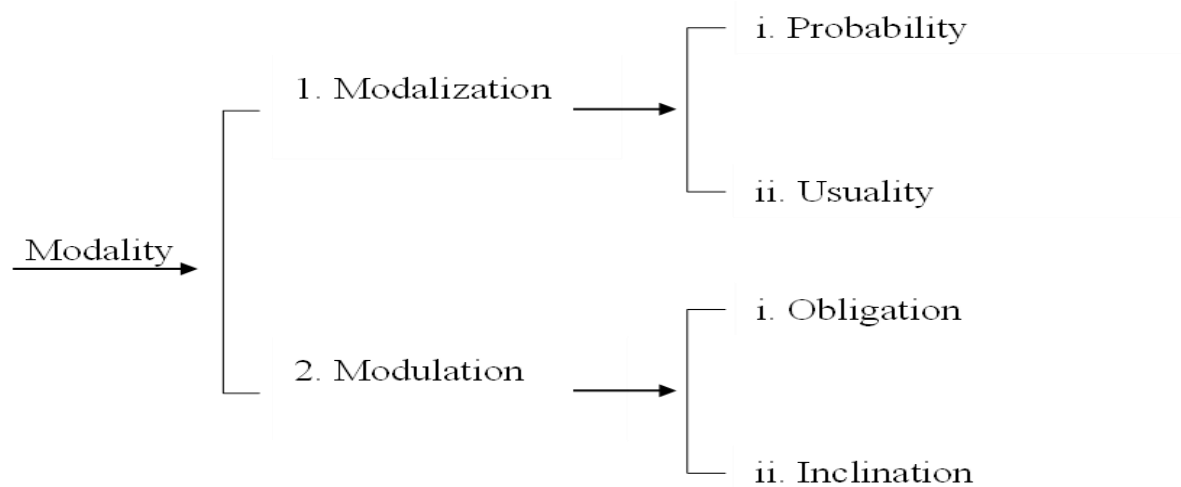 i. Probability
1. Modalization
ii. Usuality
Modality
i. Obligation
2. Modulation
ii. Inclination